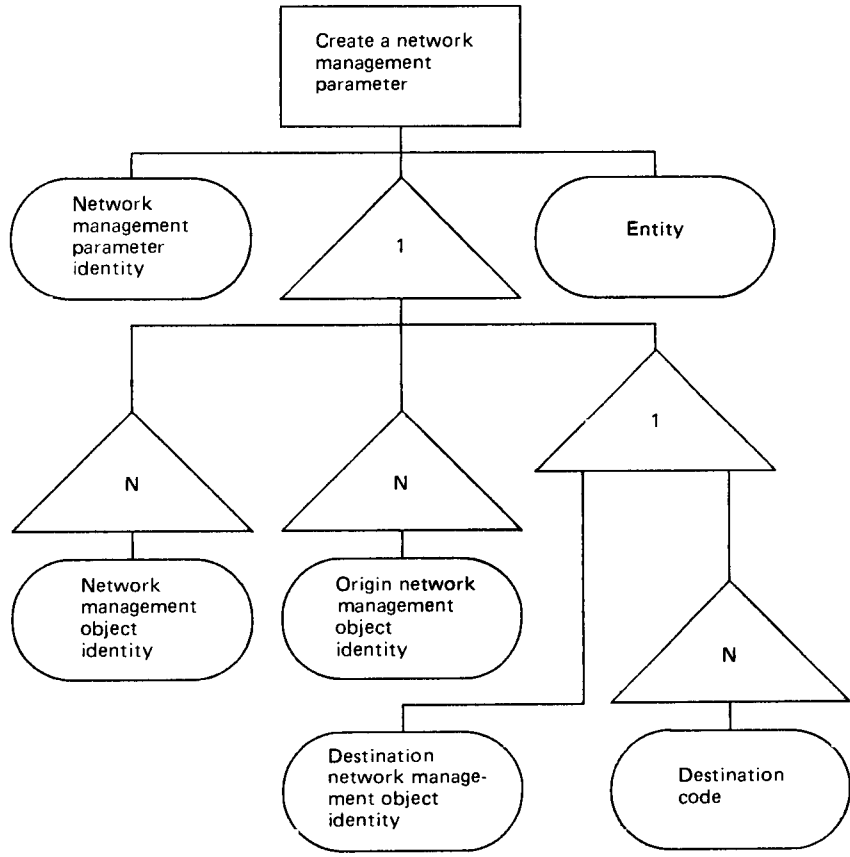 Create a network
management
parameter
Network
management
parameter
identity
1
Entity
N
N
1
Network
management
object
identity
Origin network
management
object
identity
N
Destination
network manage-
ment object
identity
Destination
code